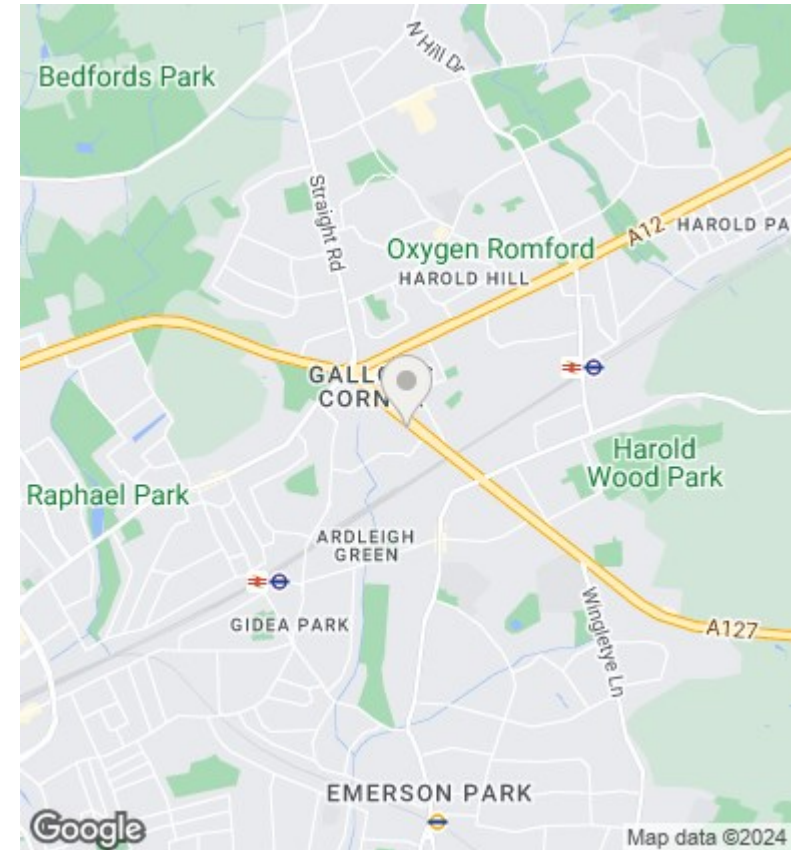 N Hill Dr
Bedfords Park
Straight Rd
Oxygen Romford
A12
HAROLD PA
HAROLD HILL
CORN
Harold
Wood Park
Raphael Park
ARDLEIGH
GREEN
GIDEA PARK
Wingletye Ln
A127
EMERSON PARK
Google
Map data ©2024